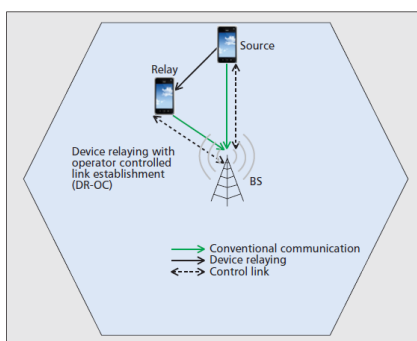 Source
Relay
Device relaying with
operator controlled
link establishment
(DR-OC)
BS
Conventional communication
Device relaying
Control link